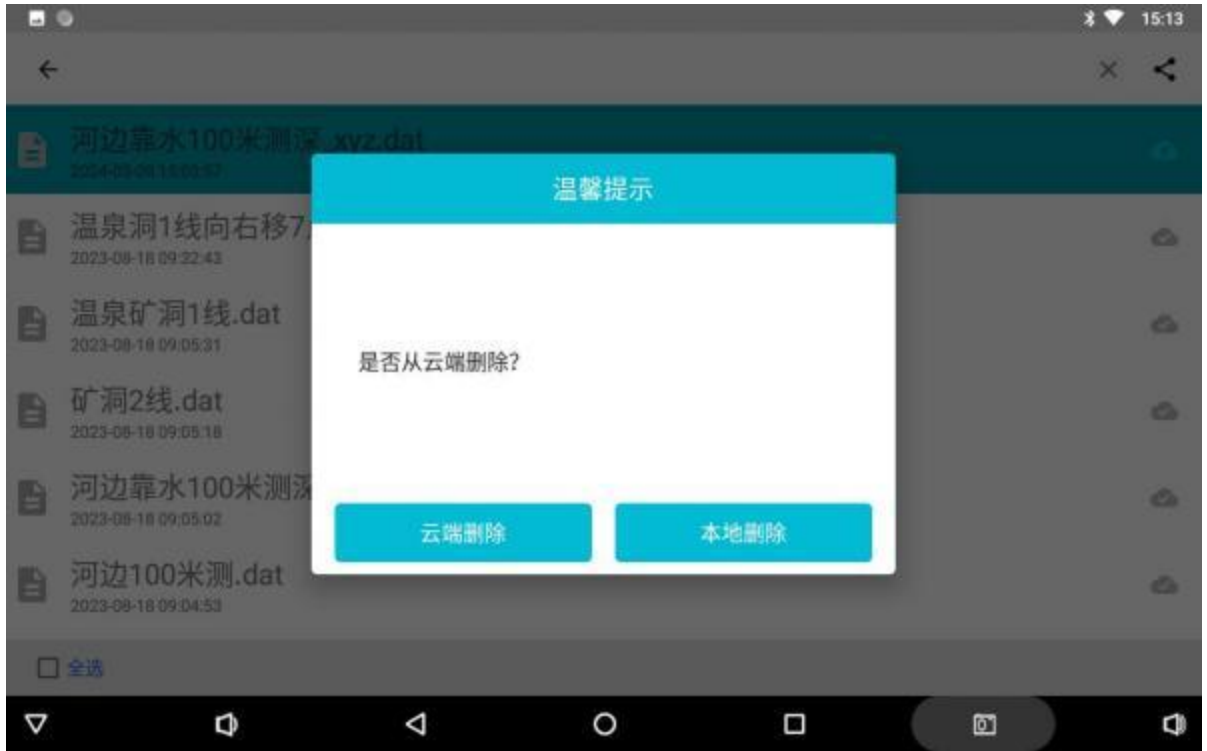 15:13
河边靠水100米测深_xyz.dat
温馨提示
温泉洞1线向右移7
2023-08-18 09:22:43
温泉矿洞1线.dat
2023-08-18 09:05:31
是否从云端删除?
矿洞2线.dat
2023-08-18 09:05:18
河边靠水100米测深
2023-08-18 09:05:02
云端删除
本地删除
河边100米测.dat
2023-08-18 09:04:53
全选